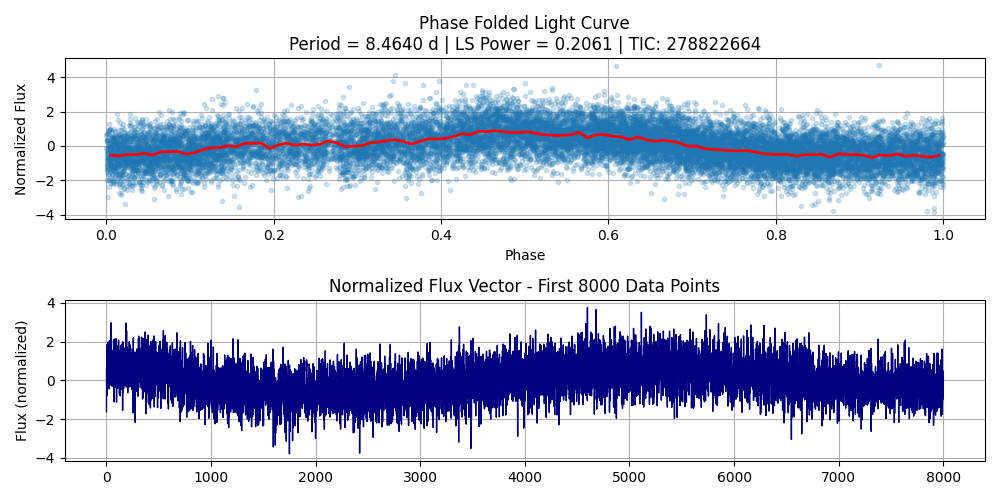 Phase Folded Light Curve
Period = 8.4640 d | LS Power = 0.2061 | TIC: 278822664
Normalized Flux
4
2
0
−2
−4
0.0 0.2 0.4 0.6 0.8 1.0
Phase
Normalized Flux Vector - First 8000 Data Points
Flux (normalized)
4
2
0
−2
−4
0 1000 2000 3000 4000 5000 6000 7000 8000